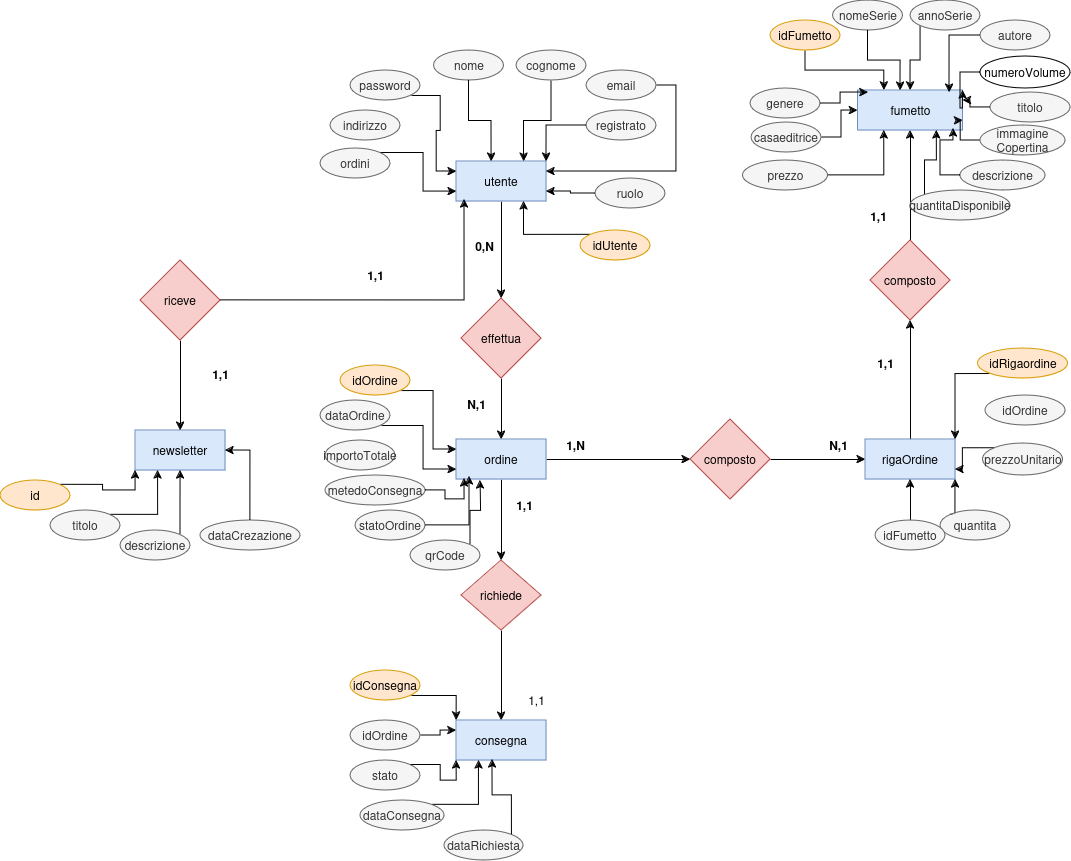 nomeSerie
annoSerie
idFumetto
autore
nome
cognome
numeroVolume
password
email
genere
fumetto
titolo
indirizzo
registrato
casaeditrice
immagine
Copertina
ordini
utente
prezzo
descrizione
ruolo
quantitaDisponibile
1,1
idUtente
0,N
1,1
riceve
composto
effettua
1,1
1,1
idRigaordine
idOrdine
N,1
dataOrdine
idOrdine
1,N
N,1
newsletter
importoTotale
ordine
composto
rigaOrdine
prezzoUnitario
id
metedoConsegna
1,1
titolo
statoOrdine
quantita
descrizione
dataCrezazione
idFumetto
qrCode
richiede
idConsegna
1,1
idOrdine
consegna
stato
dataConsegna
dataRichiesta